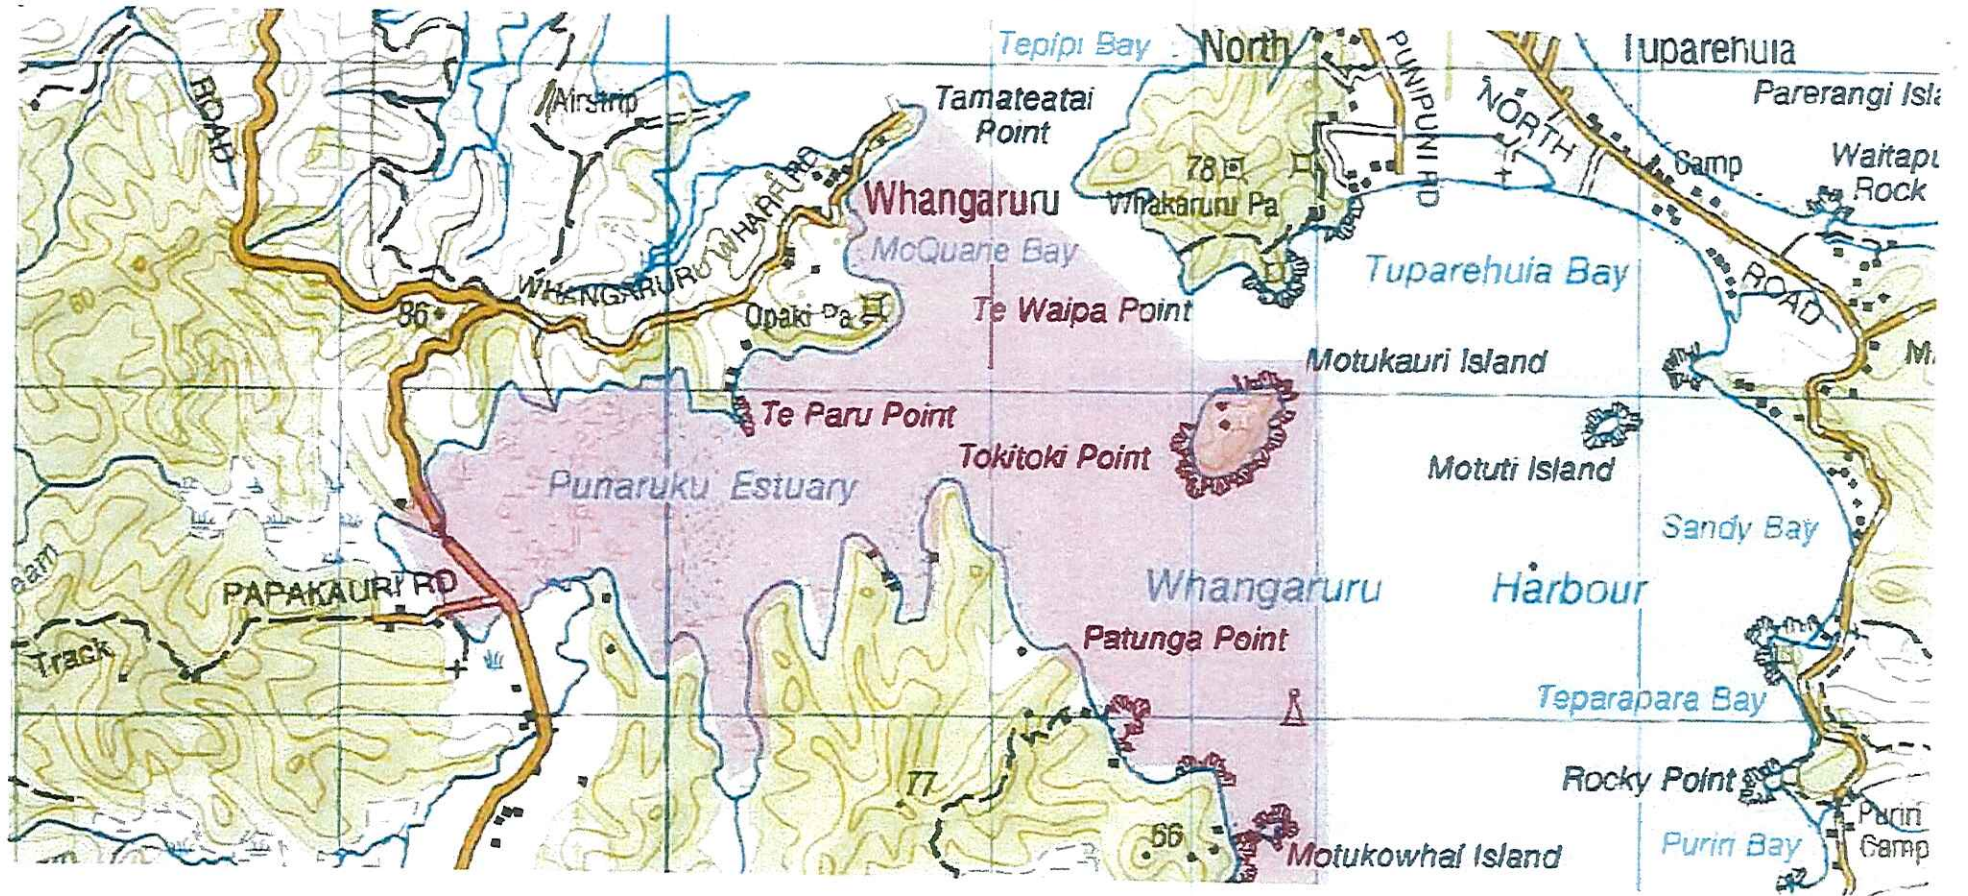 Tepipi Bay
North
PUNIPUNI RD
Tuparehuia
ROAD
Airstrip
Tamateatai
Point
NORTH
Parerangi
Camp
Rock
78
Whakaruru Pa
Whangaruru
McQuarie Bay
WHANGARURU WHARF RD
Tuparehuia Bay
ROAD
86
Opaki Pa
Te Waipa Point
Motukauri Island
Te Paru Point
Tokitoki Point
Motuti Island
Punaruku Estuary
Sandy Bay
PAPAKAURI RD
Whangaruru Harbour
Track
Patunga Point
Teparapara Bay
77
Rocky Point
Puriri
Camp
66
Motukowhai Island
Puriri Bay